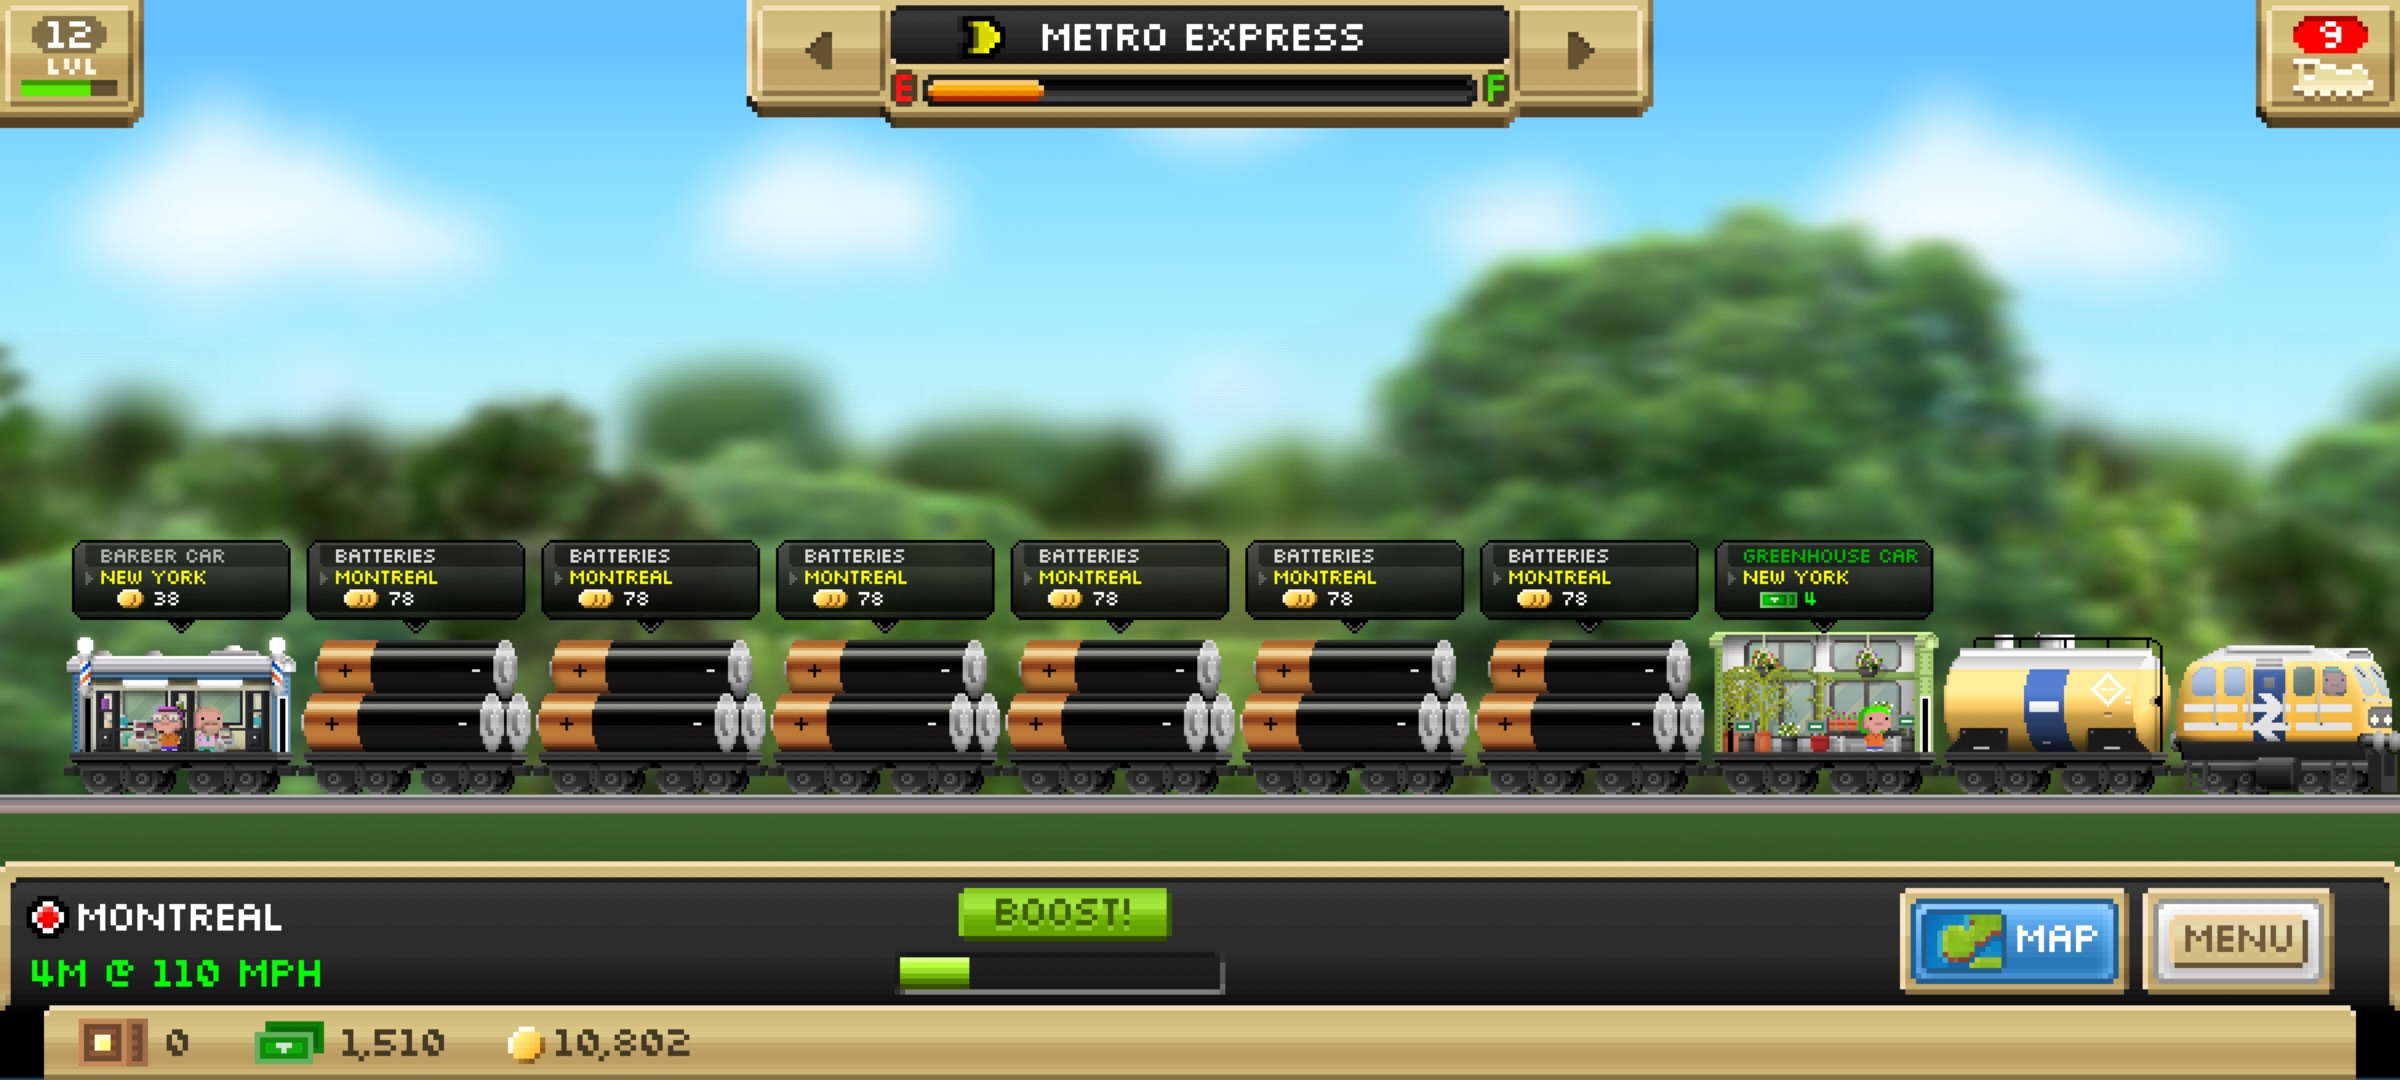 12
LVL
METRO EXPRESS
E F
9
BARBER CAR
NEW YORK
38
BATTERIES
MONTREAL
78
BATTERIES
MONTREAL
78
BATTERIES
MONTREAL
78
BATTERIES
MONTREAL
78
BATTERIES
MONTREAL
78
BATTERIES
MONTREAL
78
GREENHOUSE CAR
NEW YORK
4
MONTREAL
4M @ 110 MPH
BOOST!
MAP
MENU
0 1,510 10,802